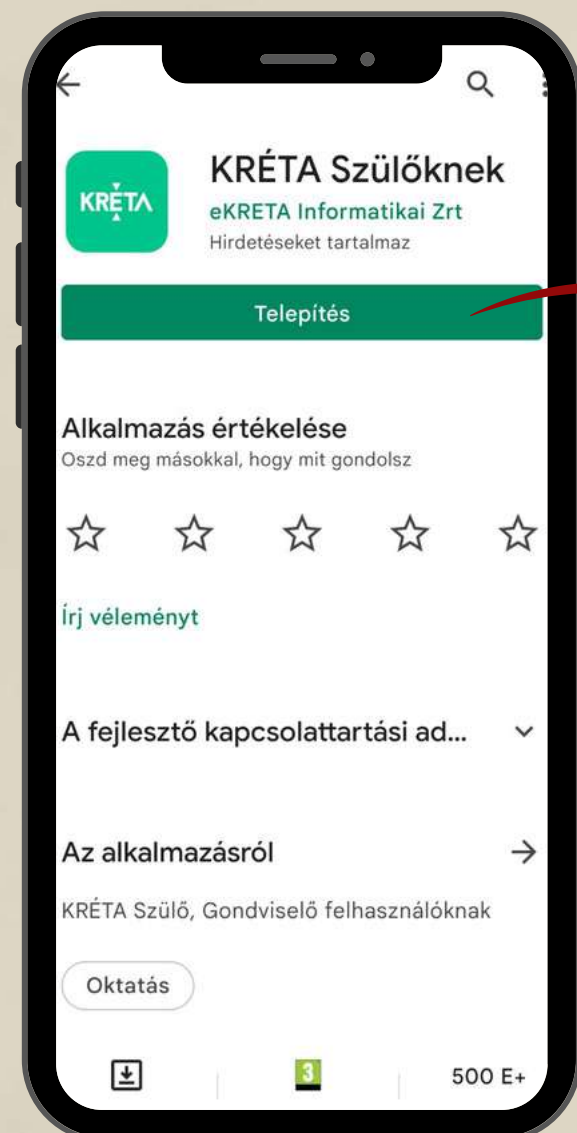 KRÉTA
KRÉTA Szülőknek
eKRETA Informatikai Zrt
Hirdetéseket tartalmaz
Telepítés
Alkalmazás értékelése
Oszd meg másokkal, hogy mit gondolsz
Írj véleményt
A fejlesztő kapcsolattartási ad...
Az alkalmazásról
KRÉTA Szülő, Gondviselő felhasználóknak
Oktatás
3
500 E+